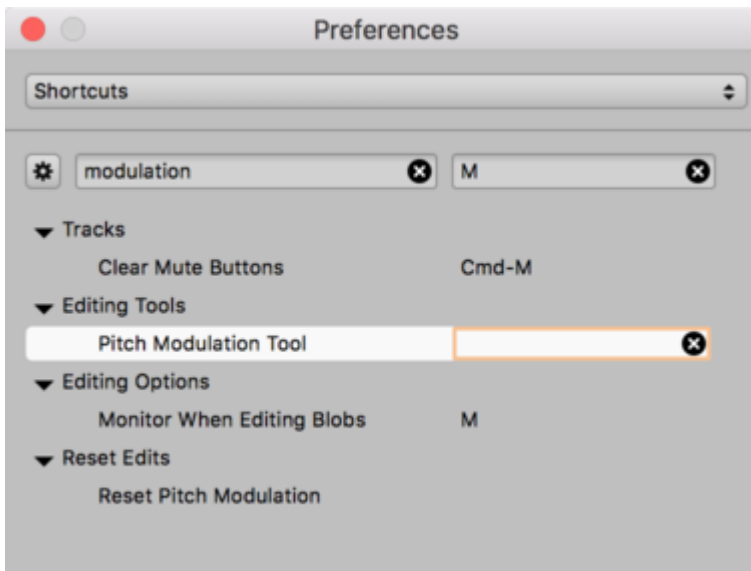 Preferences
Shortcuts
modulation M
Tracks
Clear Mute Buttons Cmd-M
Editing Tools
Pitch Modulation Tool
Editing Options
Monitor When Editing Blobs M
Reset Edits
Reset Pitch Modulation